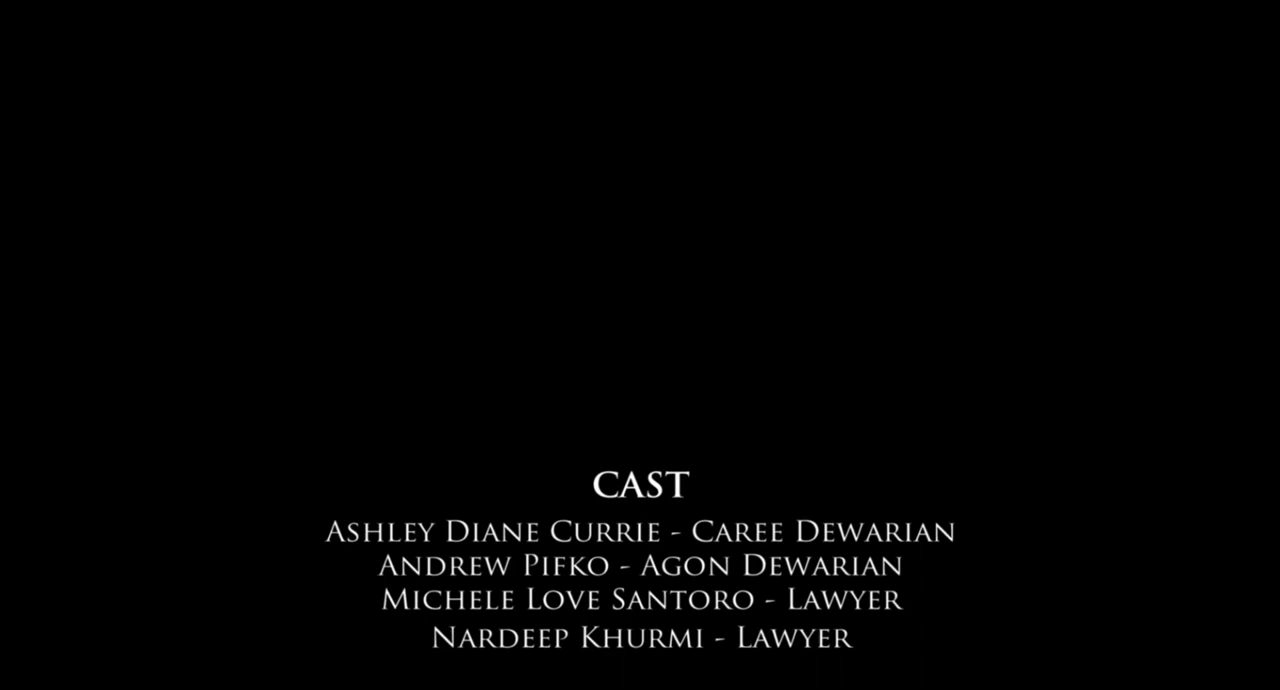 CAST
Ashley Diane Currie - Caree Dewarian
Andrew Pifko - Agon Dewarian
Michele Love Santoro - Lawyer
Nardeep Khurmi - Lawyer